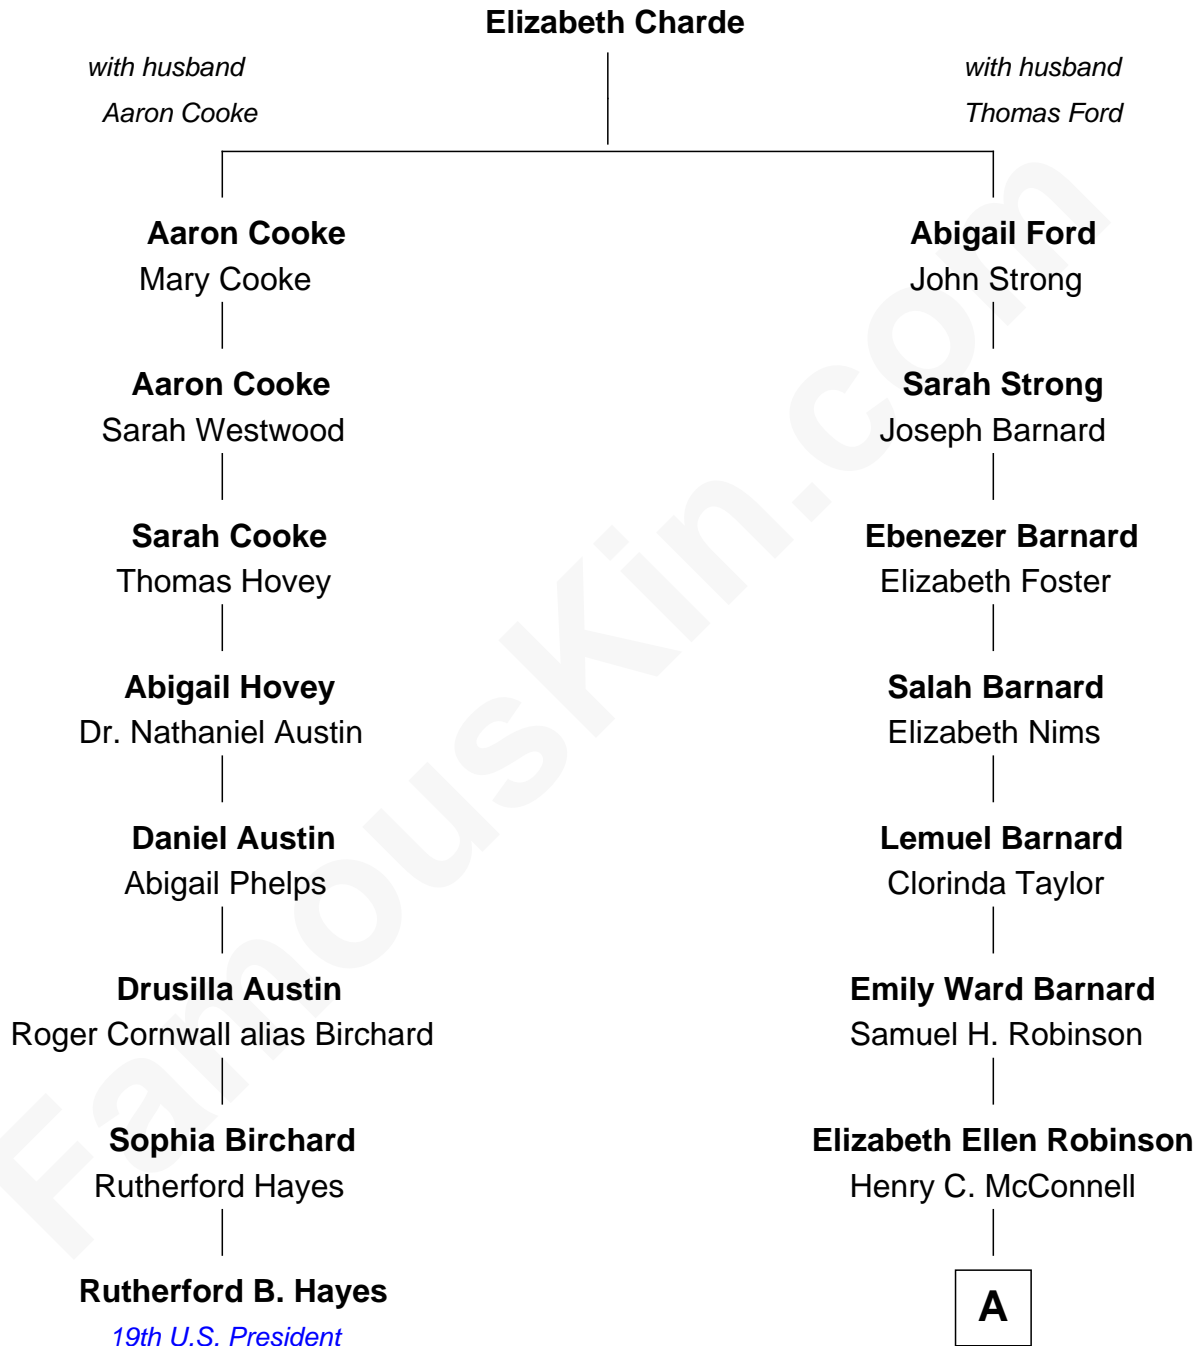 Elizabeth Charde
with husband
Aaron Cooke
with husband
Thomas Ford
Aaron Cooke
Mary Cooke
Abigail Ford
John Strong
Aaron Cooke
Sarah Westwood
Sarah Strong
Joseph Barnard
Sarah Cooke
Thomas Hovey
Ebenezer Barnard
Elizabeth Foster
Abigail Hovey
Dr. Nathaniel Austin
Salah Barnard
Elizabeth Nims
Daniel Austin
Abigail Phelps
Lemuel Barnard
Clorinda Taylor
Drusilla Austin
Roger Cornwall alias Birchard
Emily Ward Barnard
Samuel H. Robinson
Sophia Birchard
Rutherford Hayes
Elizabeth Ellen Robinson
Henry C. McConnell
Rutherford B. Hayes
19th U.S. President
A
FamousKin.com